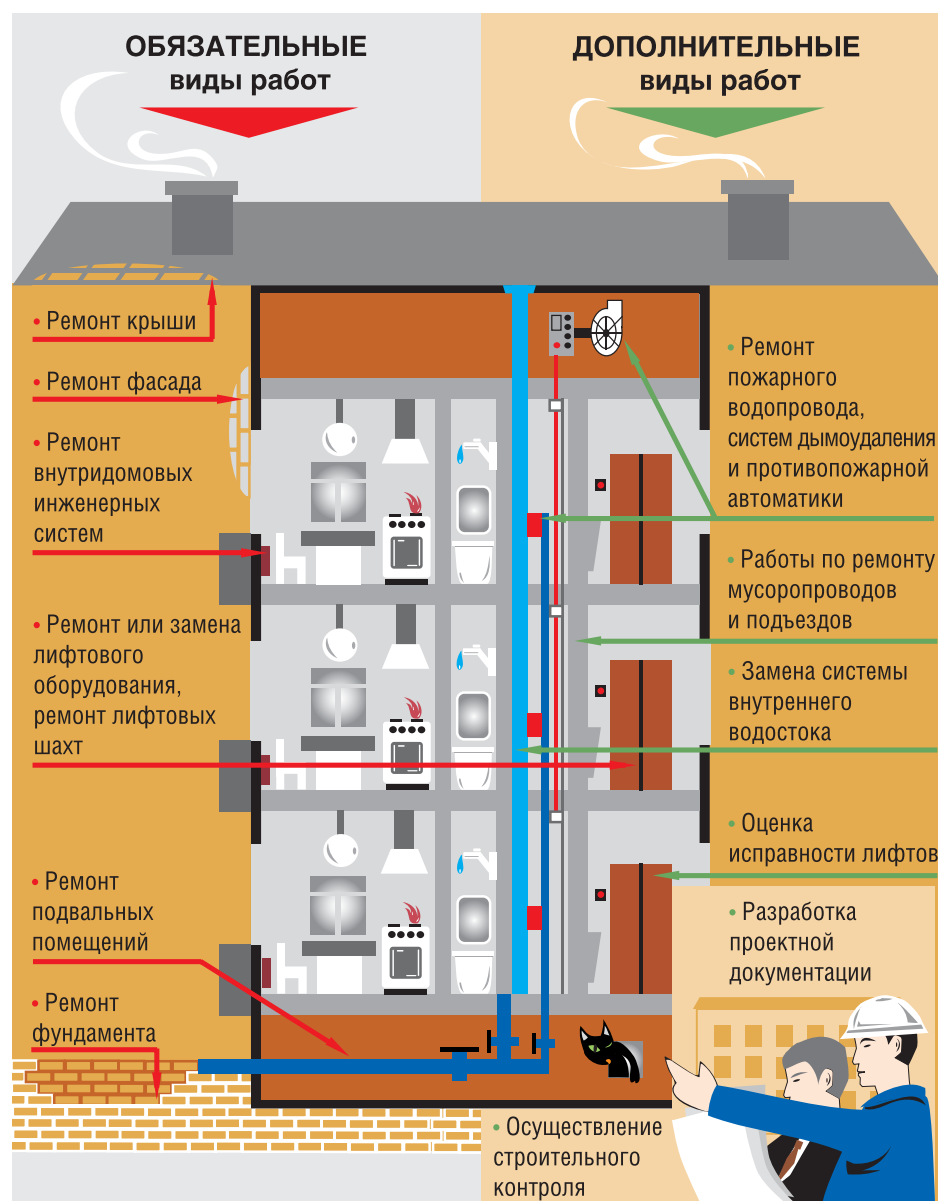 ОБЯЗАТЕЛЬНЫЕ
виды работ
• Ремонт крыши
• Ремонт фасада
• Ремонт
внутридомовых
инженерных
систем
• Ремонт или замена
лифтового
оборудования,
ремонт лифтовых
шахт
• Ремонт
подвальных
помещений
• Ремонт
фундамента
ДОПОЛНИТЕЛЬНЫЕ
виды работ
• Ремонт
пожарного
водопровода,
систем дымоудаления
и противопожарной
автоматики
• Работы по ремонту
мусоропроводов
и подъездов
• Замена системы
внутреннего
водостока
• Оценка
исправности лифтов
• Разработка
проектной
документации
• Осуществление
строительного
контроля